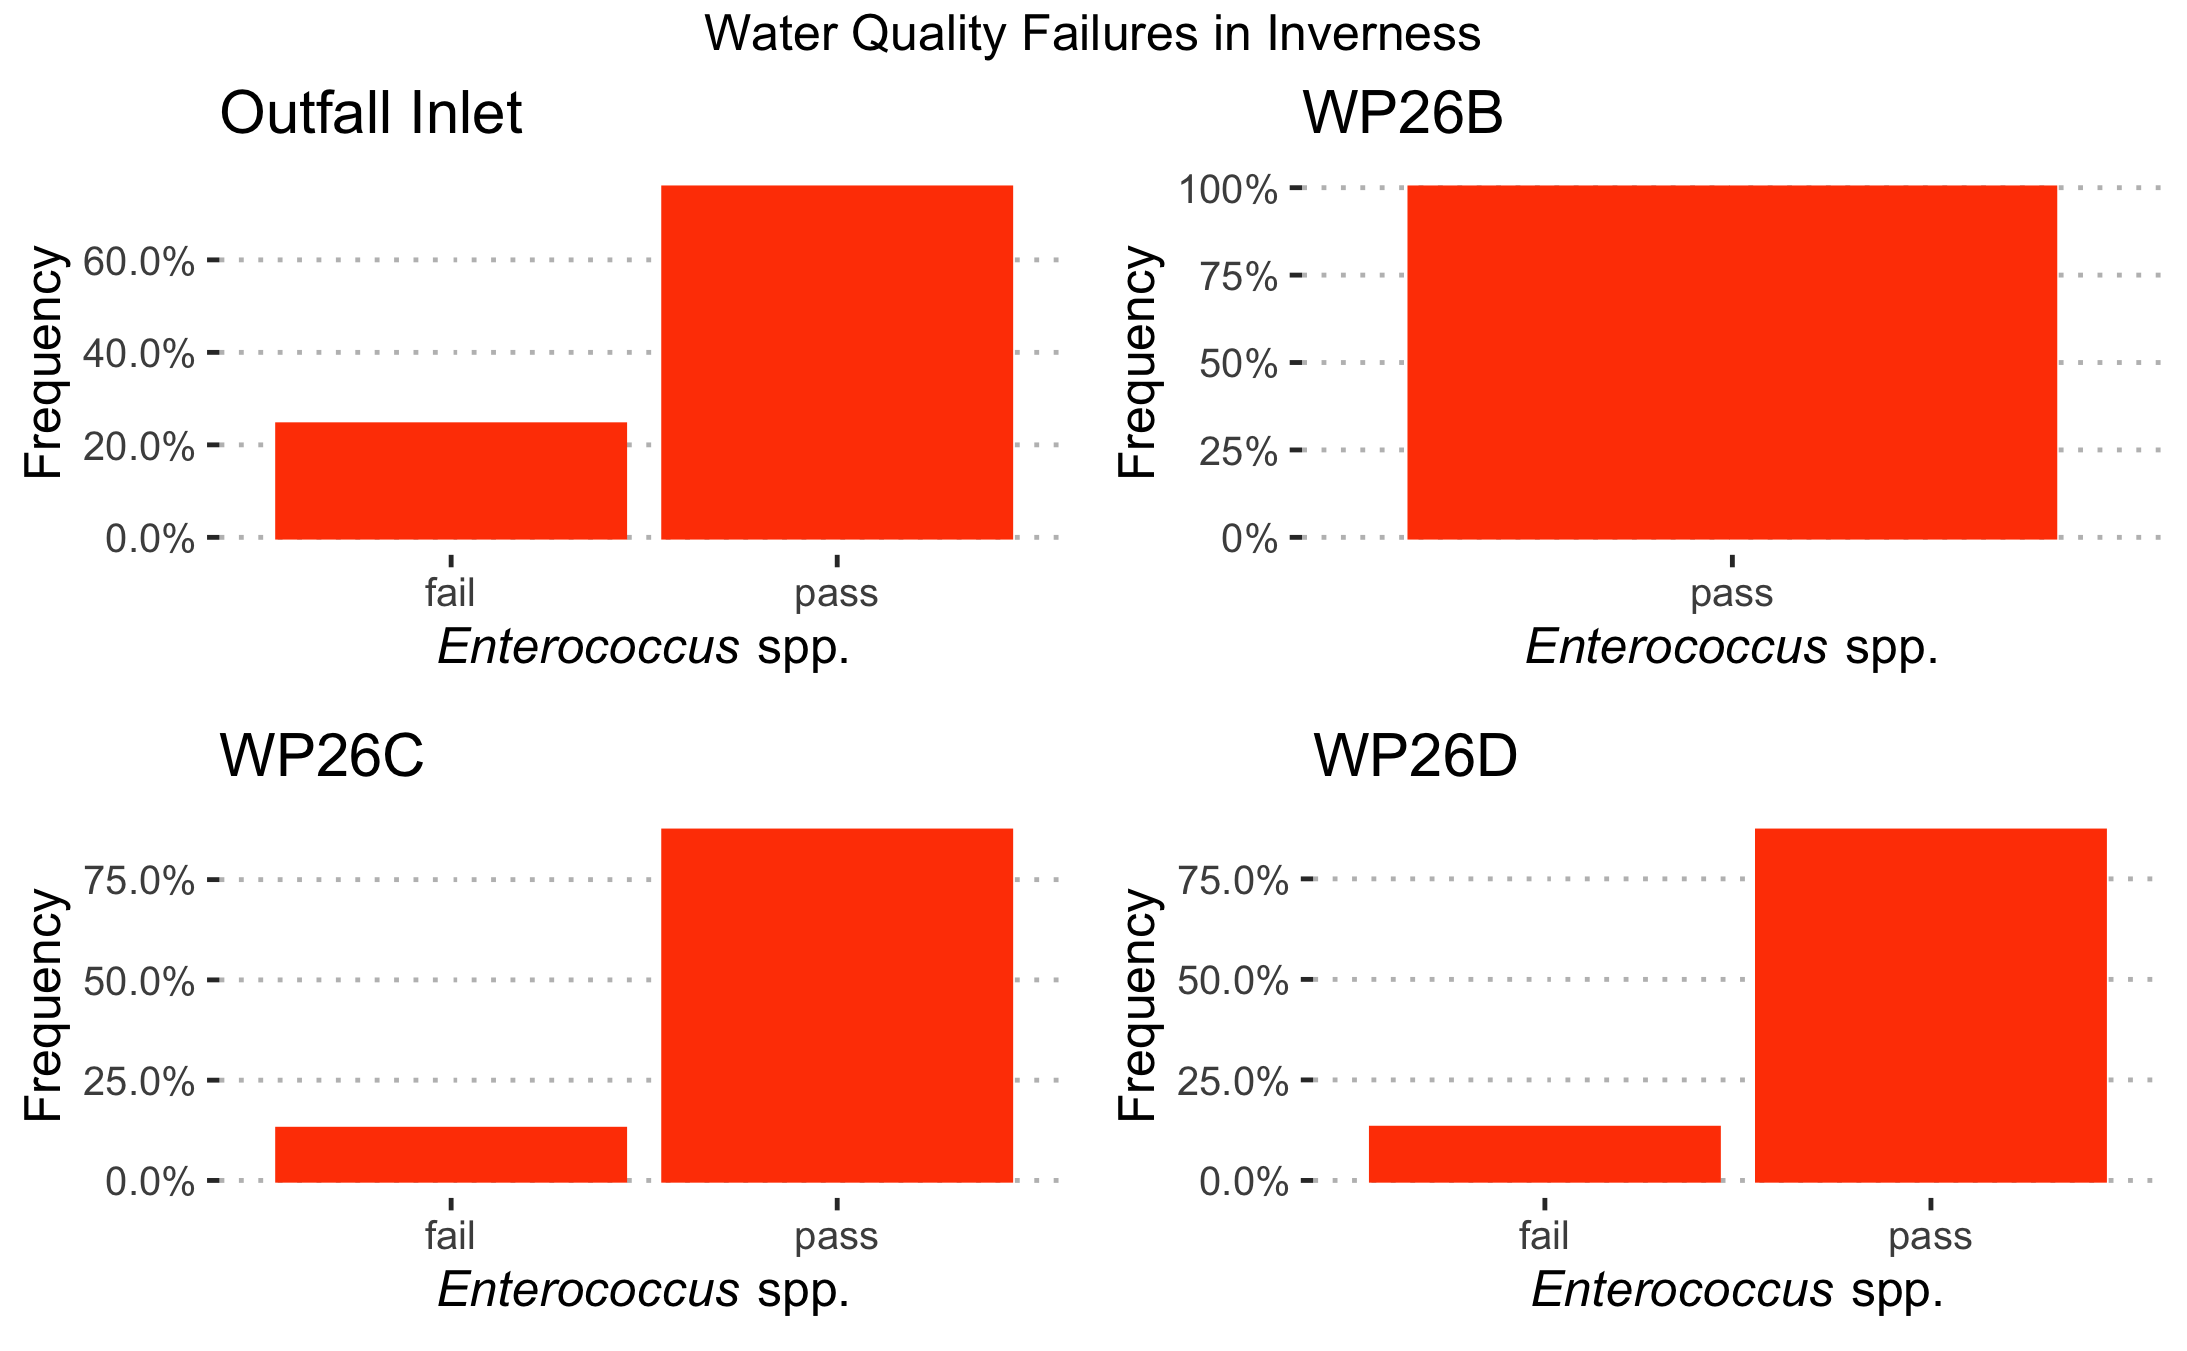 Water Quality Failures in Inverness
Outfall Inlet
Frequency
60.0%
40.0%
20.0%
0.0%
fail pass
Enterococcus spp.
WP26B
Frequency
100%
75%
50%
25%
0%
pass
Enterococcus spp.
WP26C
Frequency
75.0%
50.0%
25.0%
0.0%
fail pass
Enterococcus spp.
WP26D
Frequency
75.0%
50.0%
25.0%
0.0%
fail pass
Enterococcus spp.